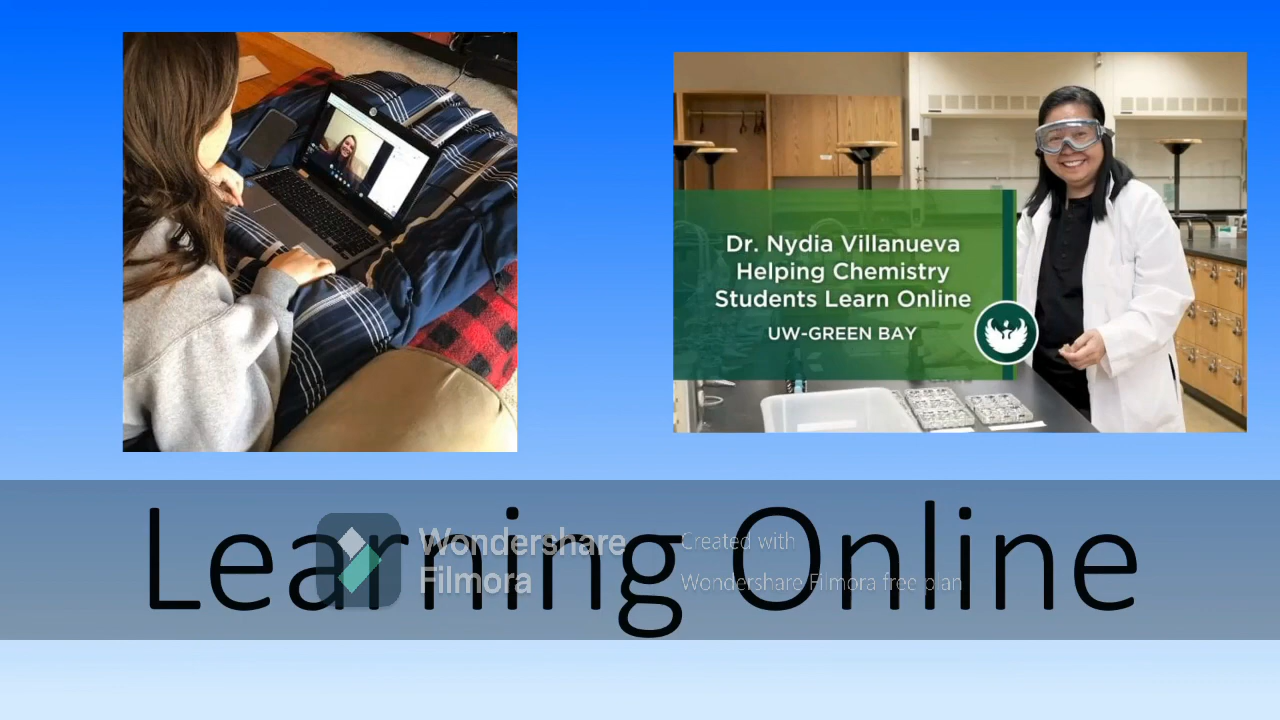 Dr. Nydia Villanueva
Helping Chemistry
Students Learn Online
UW-GREEN BAY
Learning Online
Wondershare
Filmora
Created with
Wondershare Filmora free plan